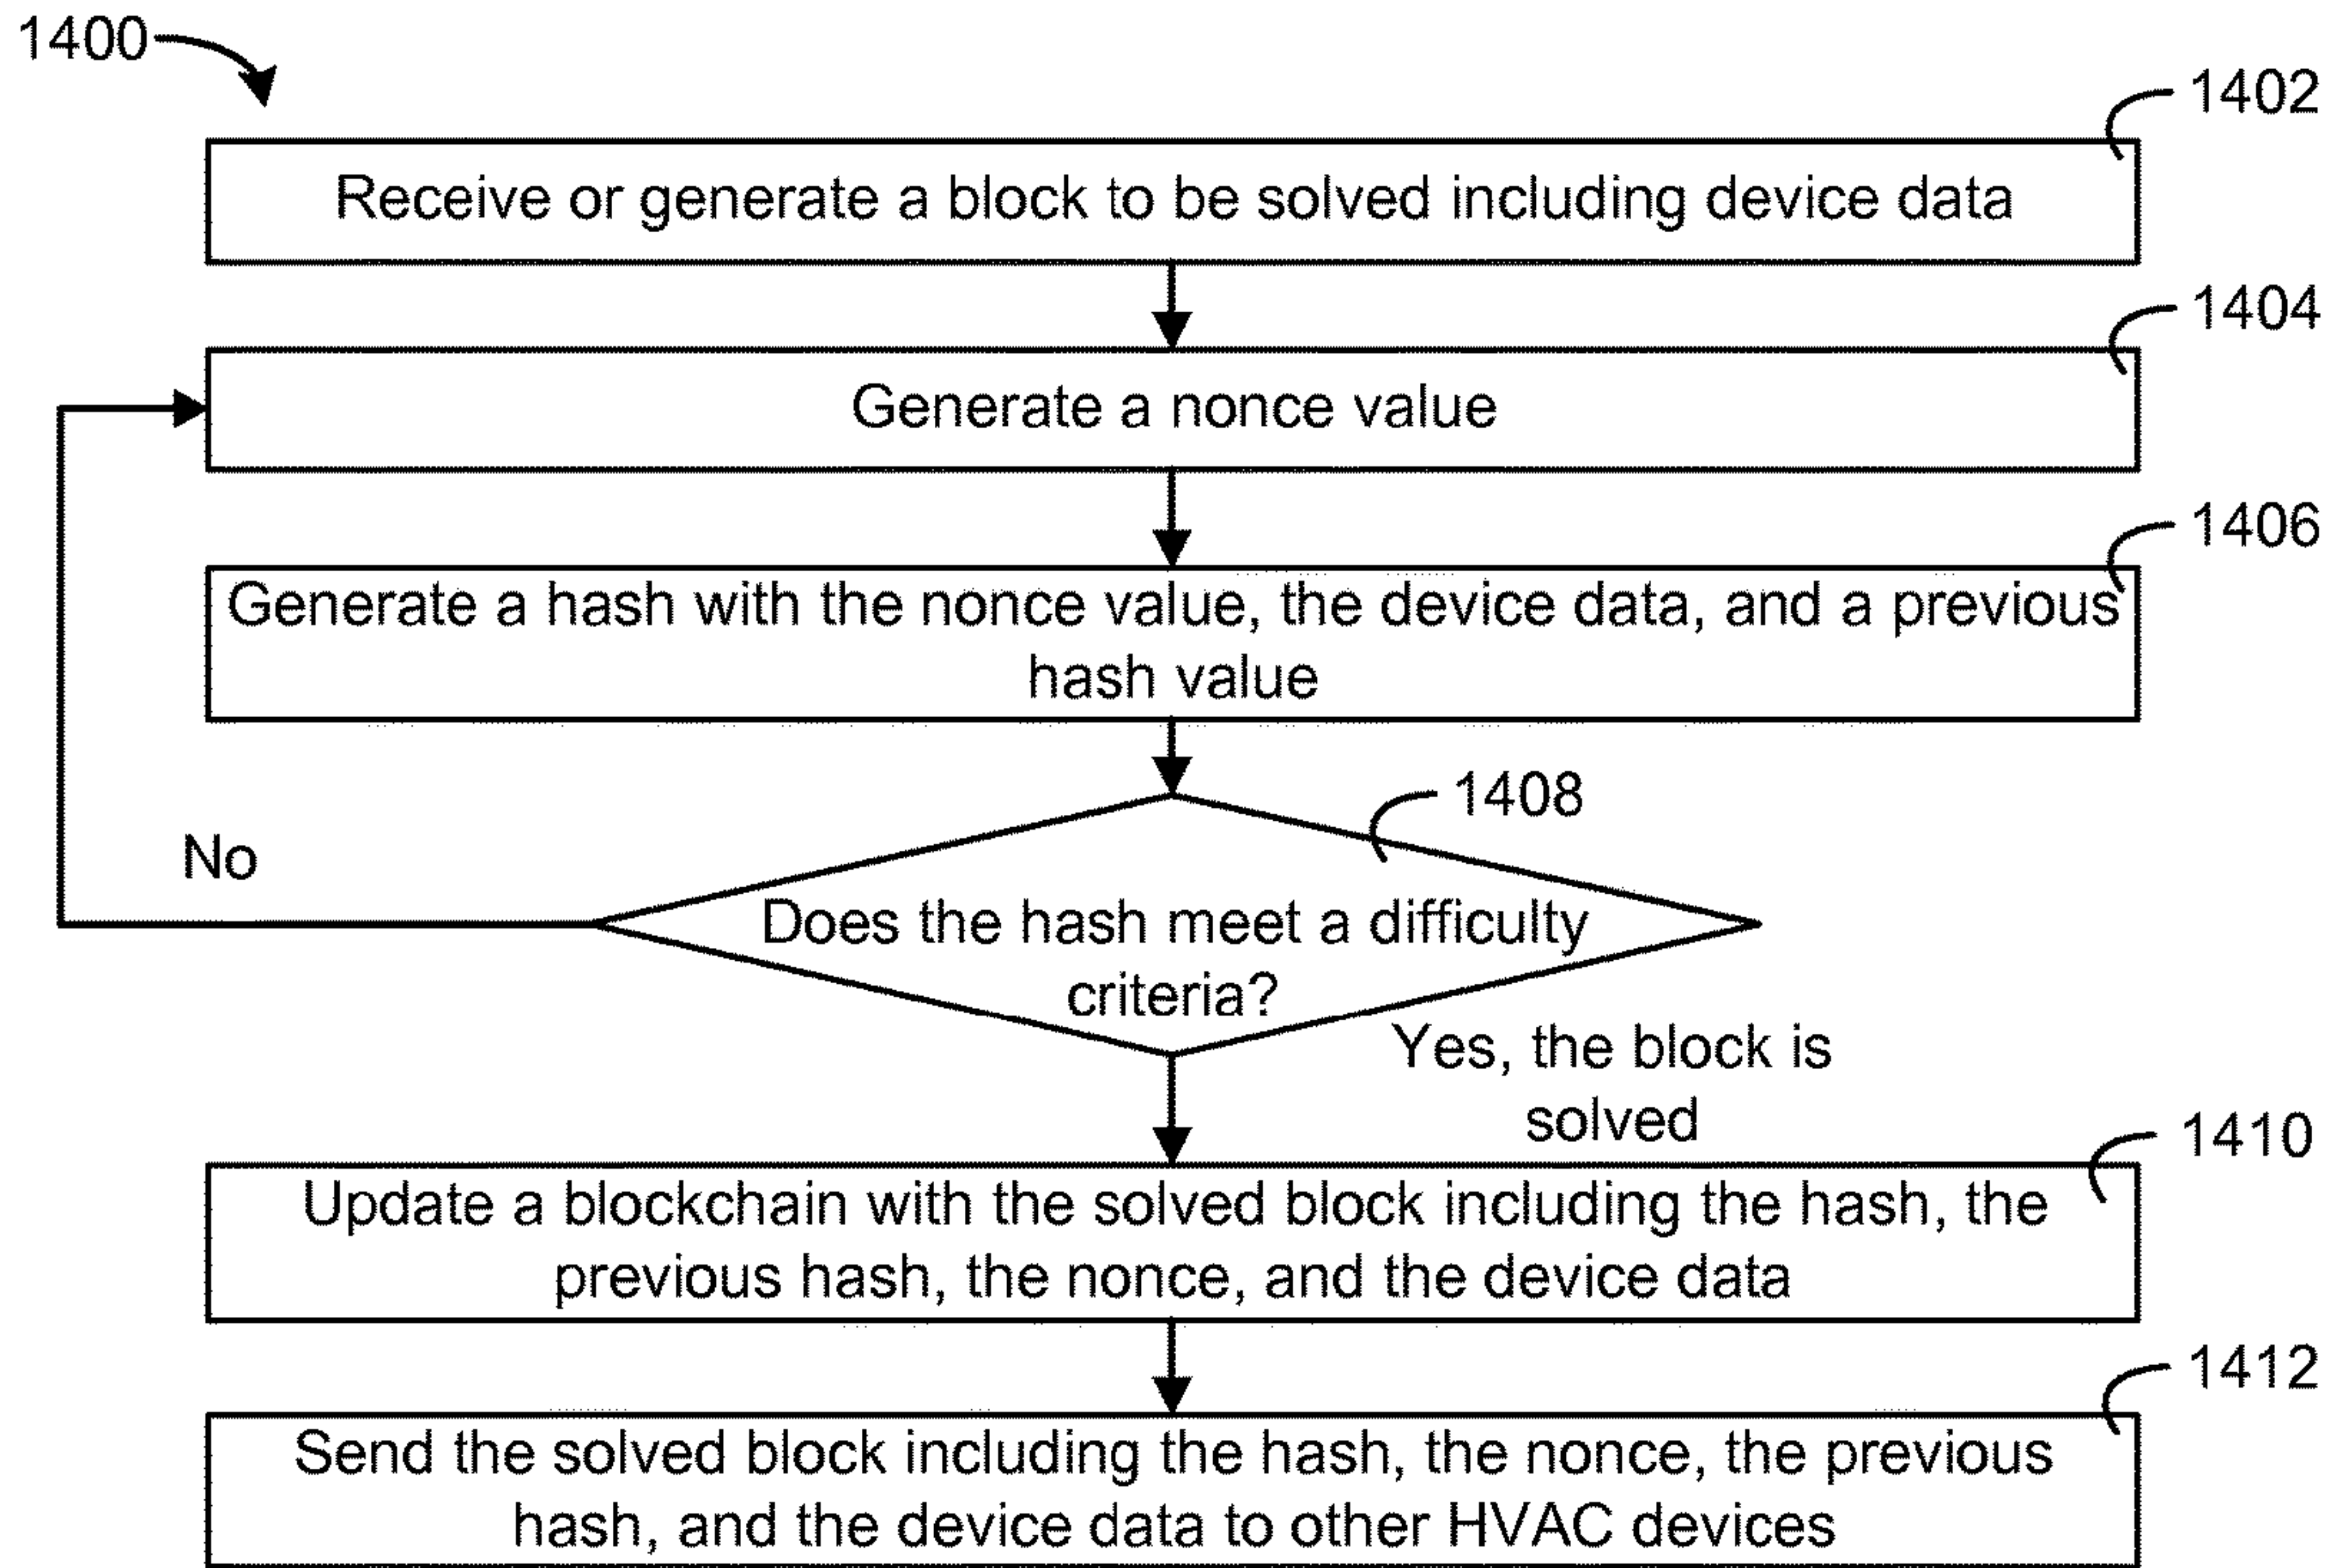 1400
1402
Receive or generate a block to be solved including device data
1404
Generate a nonce value
1406
Generate a hash with the nonce value, the device data, and a previous
hash value
1408
No
Does the hash meet a difficulty
criteria?
Yes, the block is
solved
1410
Update a blockchain with the solved block including the hash, the
previous hash, the nonce, and the device data
1412
Send the solved block including the hash, the nonce, the previous
hash, and the device data to other HVAC devices